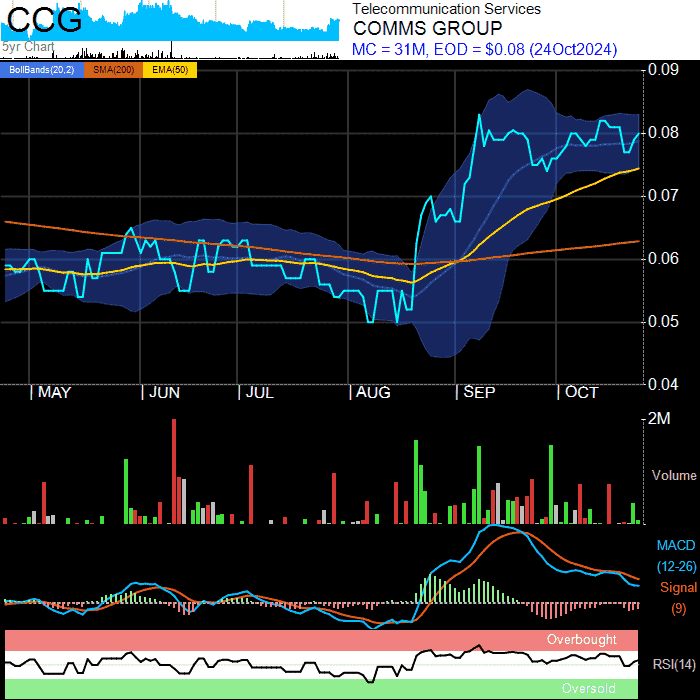 CCG
5yr Chart
Telecommunication Services
COMMS GROUP
MC = 31M, EOD = $0.08 (24Oct2024)
BollBands(20,2) SMA(200) EMA(50)
0.09
0.08
0.07
0.06
0.05
0.04
MAY JUN JUL AUG SEP OCT
2M
Volume
MACD
(12-26)
Signal
(9)
Overbought
RSI(14)
Oversold